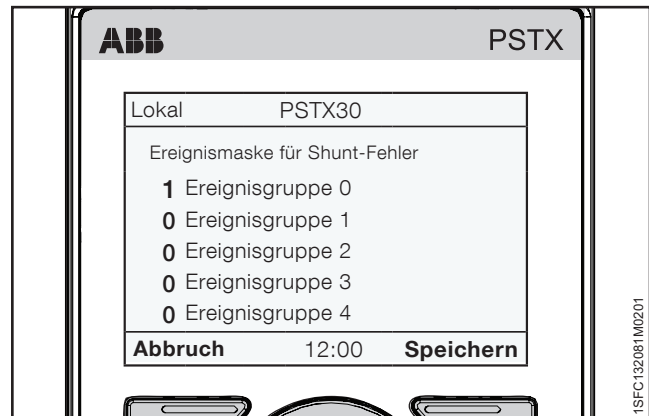 ABB PSTX
Lokal PSTX30
Ereignismaske für Shunt-Fehler
1 Ereignisgruppe 0
0 Ereignisgruppe 1
0 Ereignisgruppe 2
0 Ereignisgruppe 3
0 Ereignisgruppe 4
Abbruch 12:00 Speichern
1SFC132081M0201